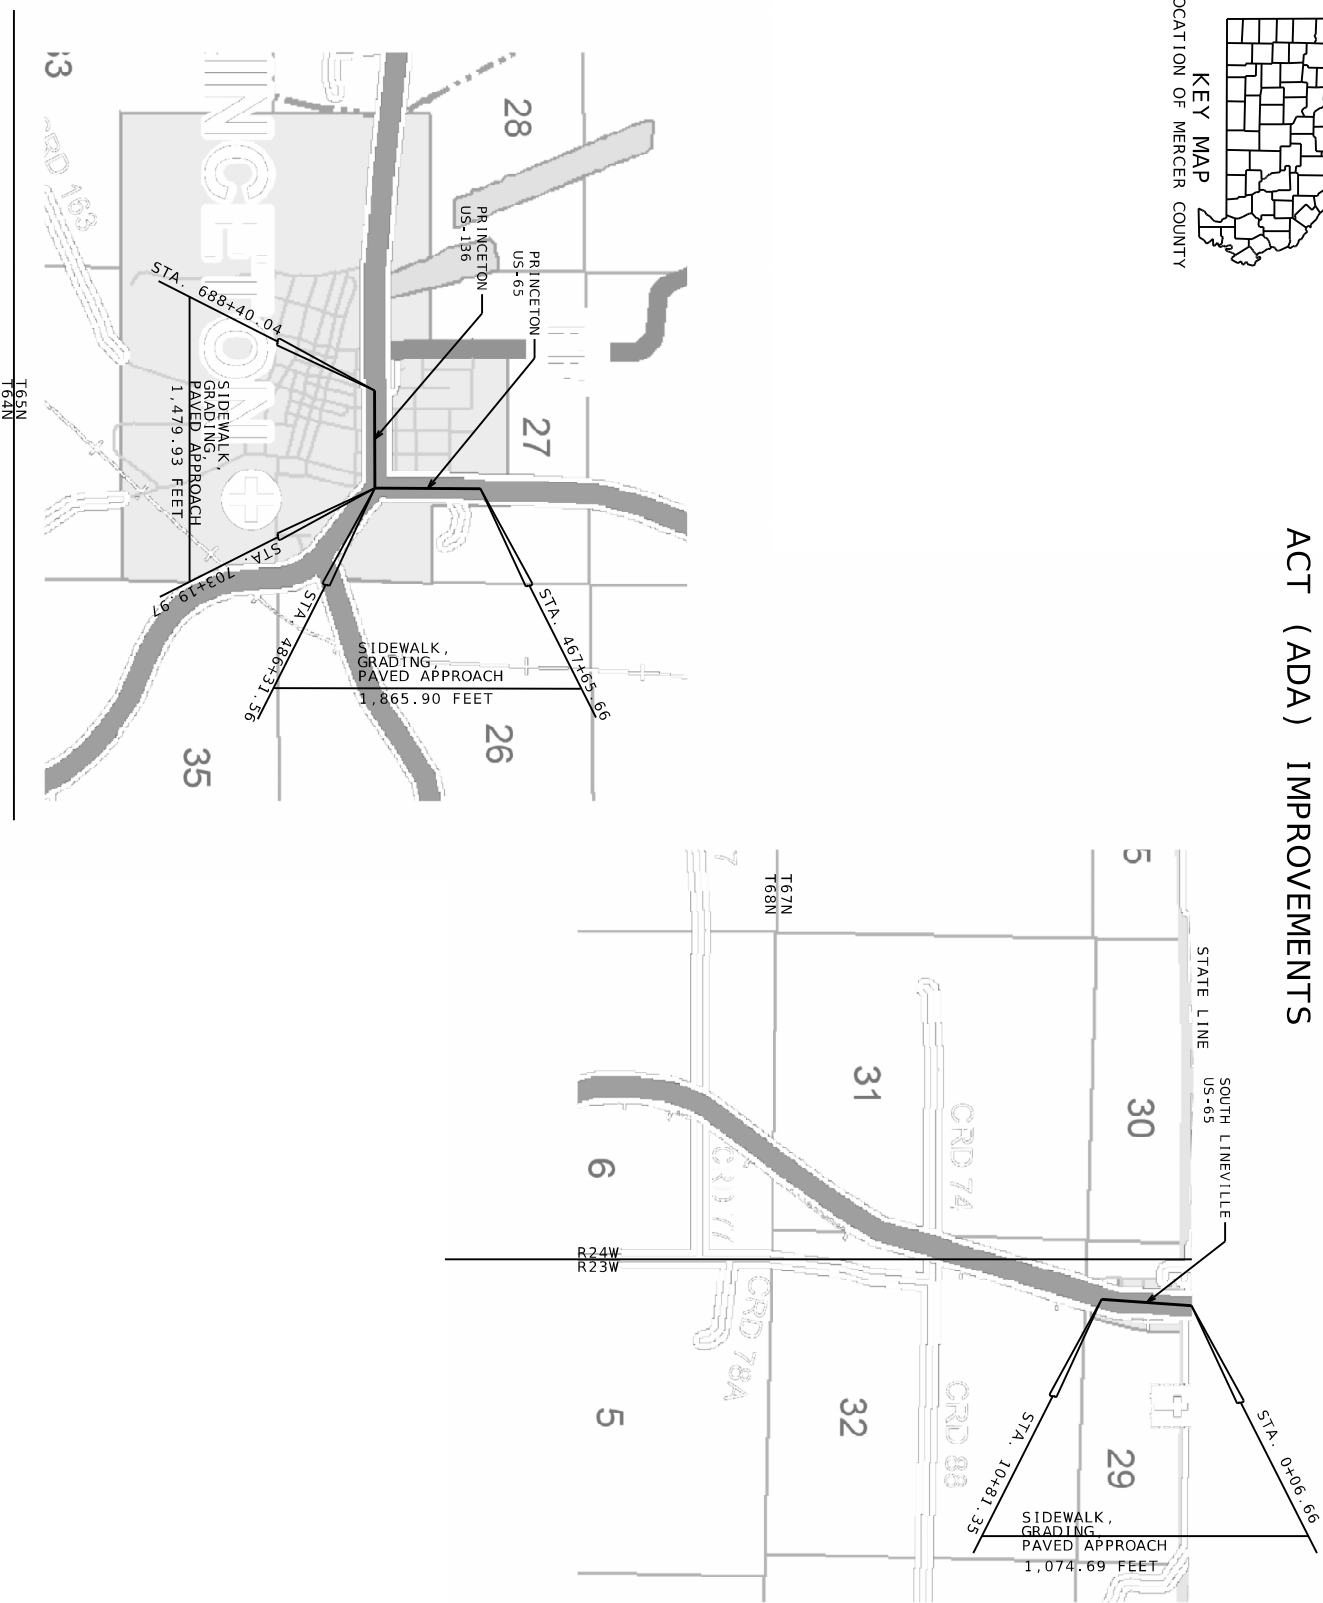 LOCATION OF MERCER COUNTY
KEY MAP
ACT (ADA) IMPROVEMENTS
33
28
CRD 163
PRINCETON
US-136
PRINCETON
US-65
STA. 688+40.04
SIDEWALK,
GRADING,
PAVED APPROACH
1,479.93 FEET
T65N
T64N
27
STA. 703+19.97
STA. 486+31.56
STA. 467+65.66
SIDEWALK,
GRADING,
PAVED APPROACH
1,865.90 FEET
35
26
T67N
T68N
5
STATE LINE
31
CRD 74
30
SOUTH LINEVILLE
US-65
6
R24W
R23W
CRD 78A
5
32
CRD 88
29
STA. 10+81.35
STA. 0+06.66
SIDEWALK,
GRADING,
PAVED APPROACH
1,074.69 FEET